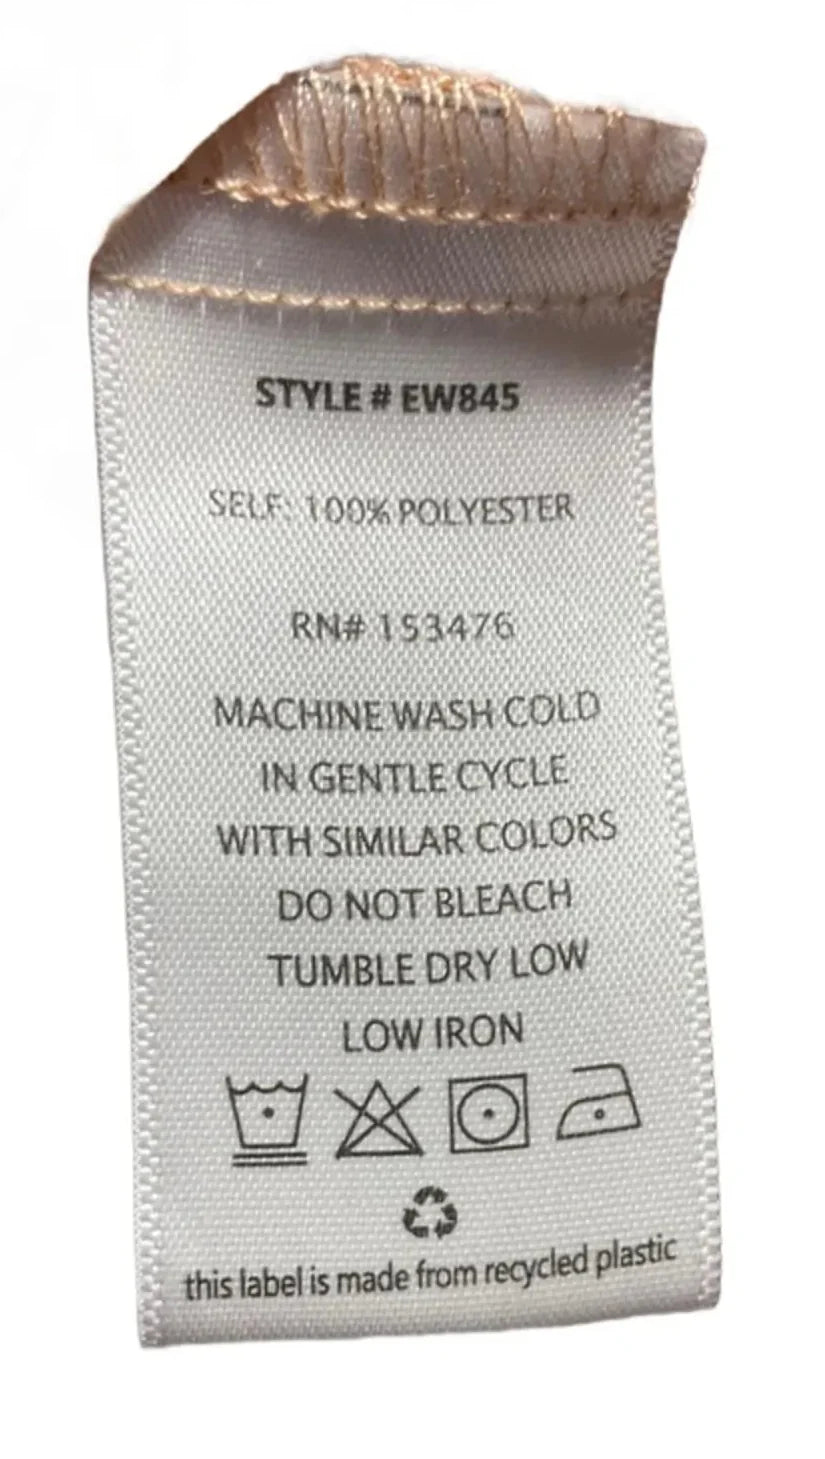 STYLE # EW845
SELF: 100% POLYESTER
RN# 153476
MACHINE WASH COLD
IN GENTLE CYCLE
WITH SIMILAR COLORS
DO NOT BLEACH
TUMBLE DRY LOW
LOW IRON
this label is made from recycled plastic